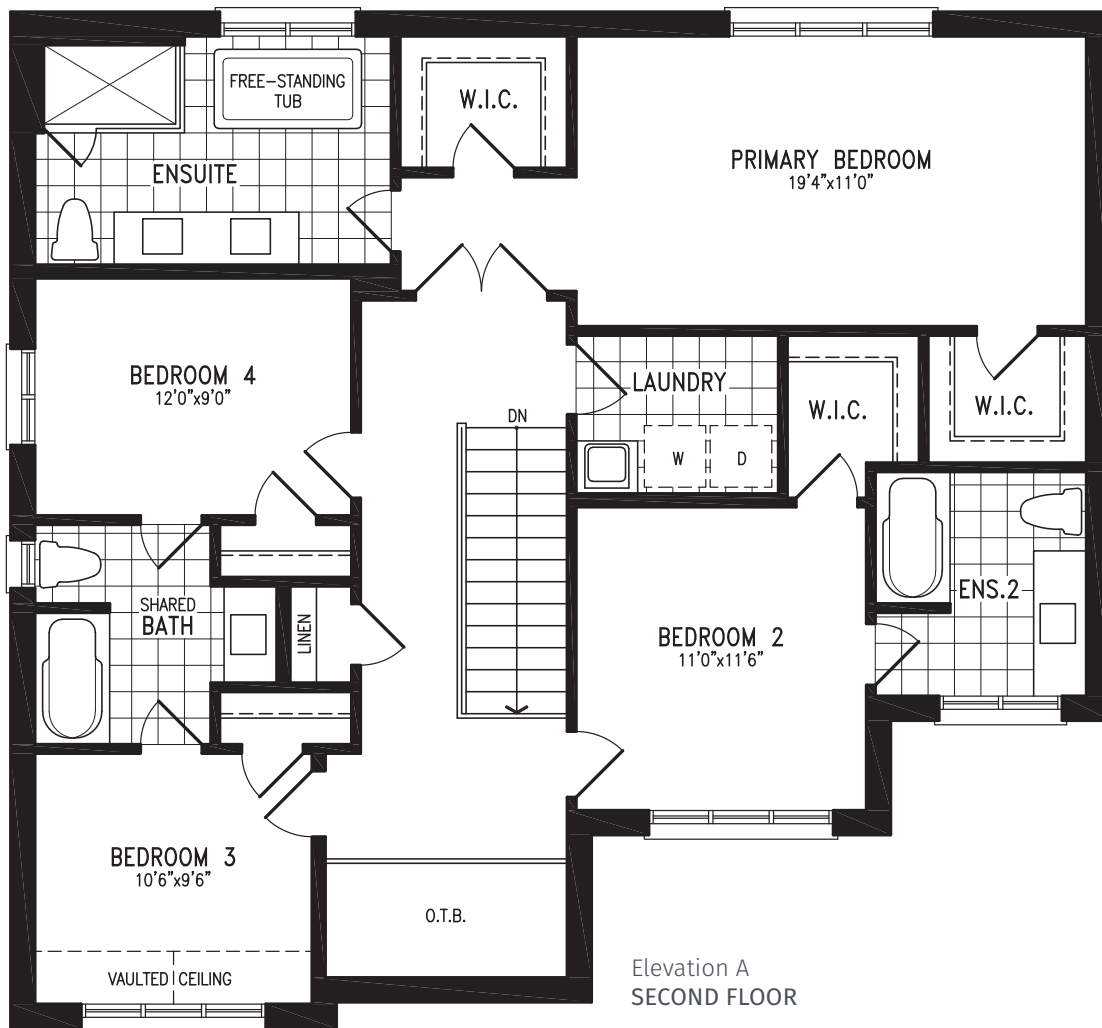 FREE-STANDING
TUB
W.I.C.
PRIMARY BEDROOM
19'4"x11'0"
ENSUITE
BEDROOM 4
12'0"x9'0"
LAUNDRY
W.I.C.
W.I.C.
DN
W
D
SHARED
BATH
LINEN
ENS.2
BEDROOM 2
11'0"x11'6"
BEDROOM 3
10'6"x9'6"
O.T.B.
VAULTED CEILING
Elevation A
SECOND FLOOR